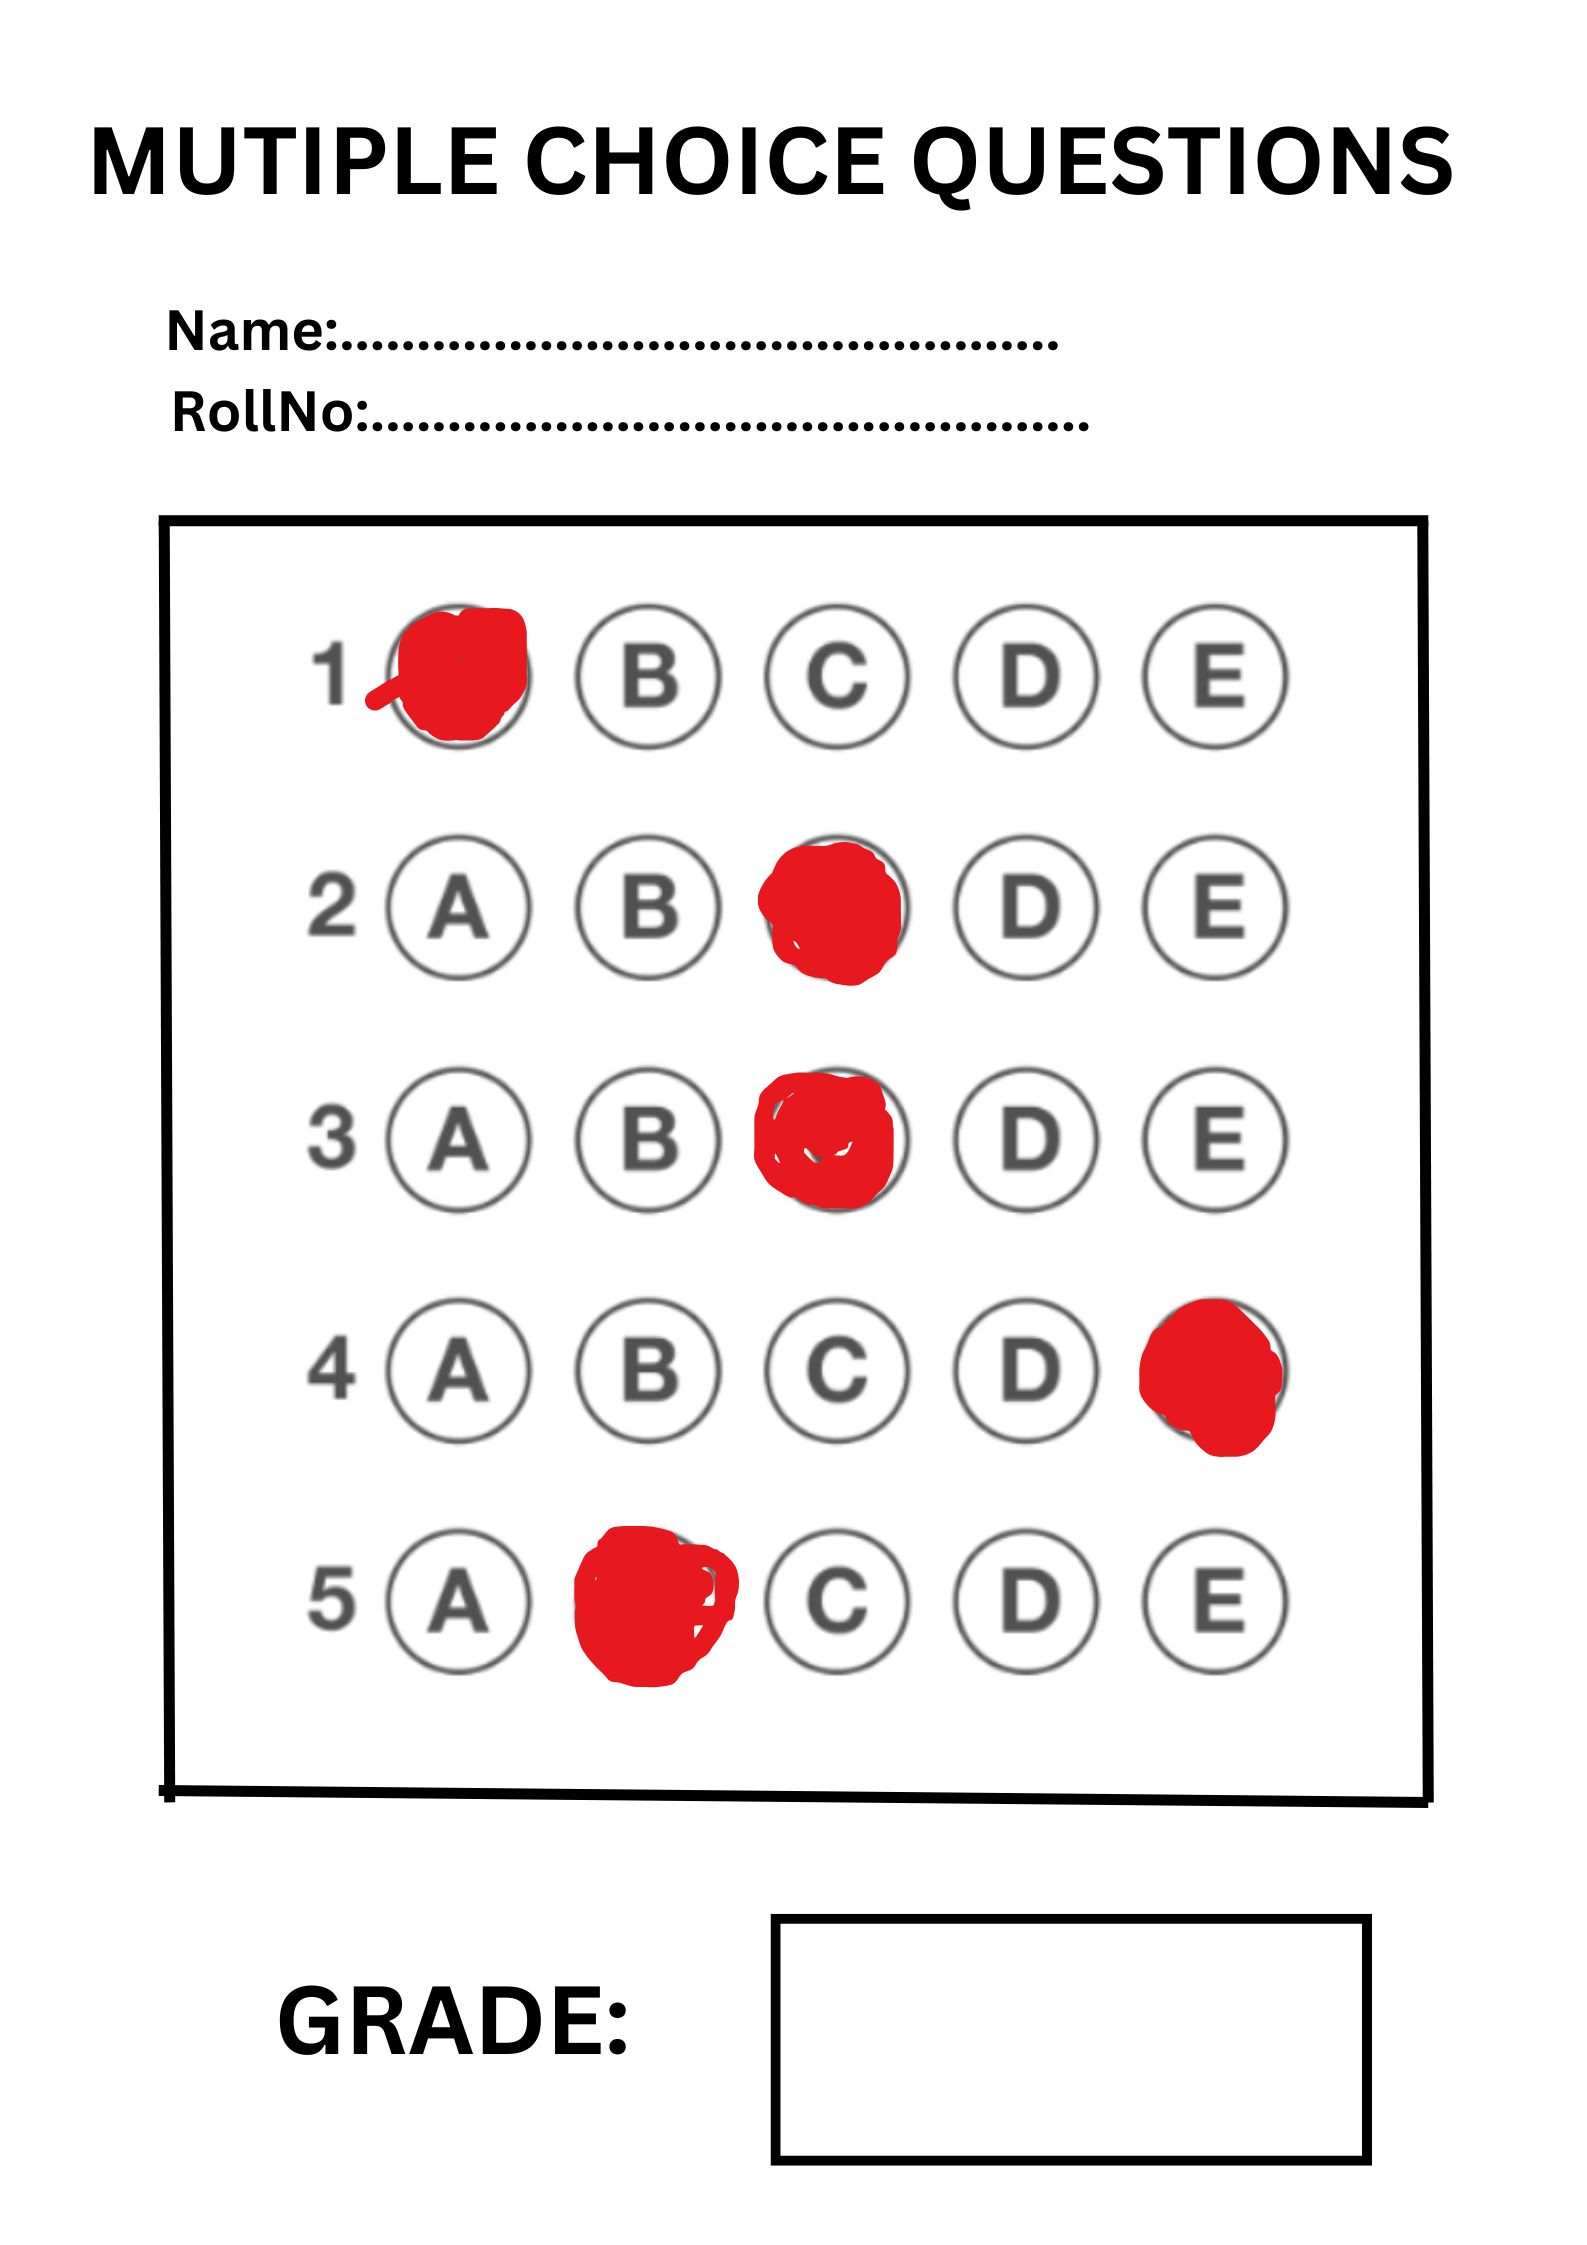 MUTIPLE CHOICE QUESTIONS
Name:...............................................
RollNo:...............................................
1 B C D E
2 A B D E
3 A B D E
4 A B C D
5 A C D E
GRADE: